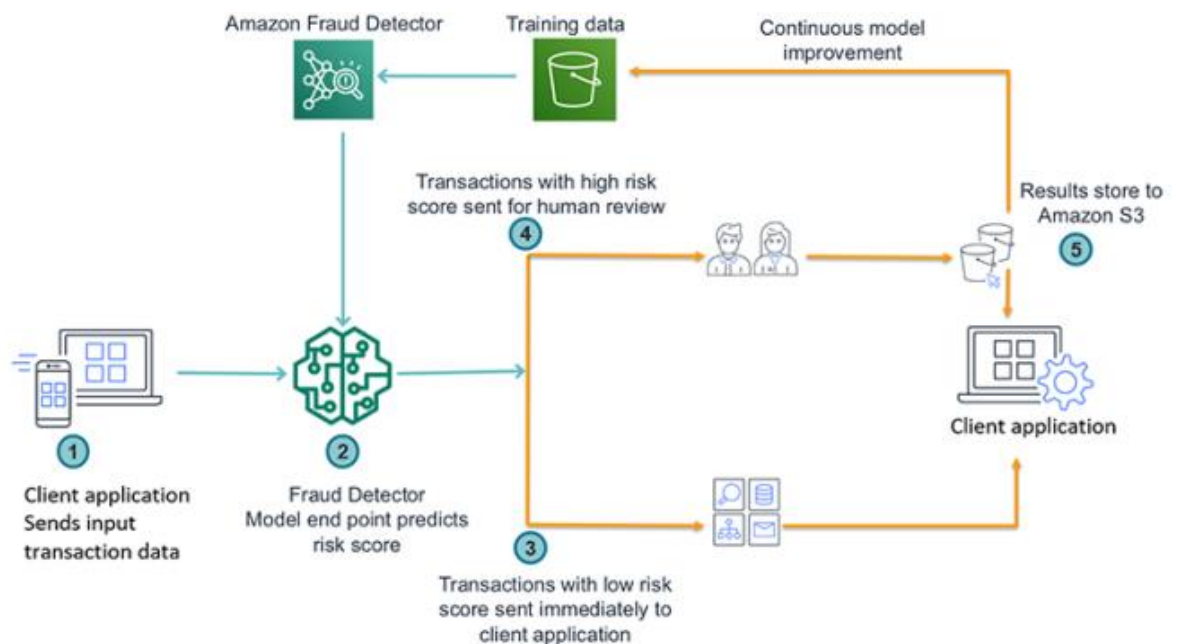 Amazon Fraud Detector
Training data
Continuous model
improvement
Transactions with high risk
score sent for human review
4
Results store to
Amazon S3
5
1
Client application
Sends input
transaction data
2
Fraud Detector
Model end point predicts
risk score
Client application
3
Transactions with low risk
score sent immediately to
client application